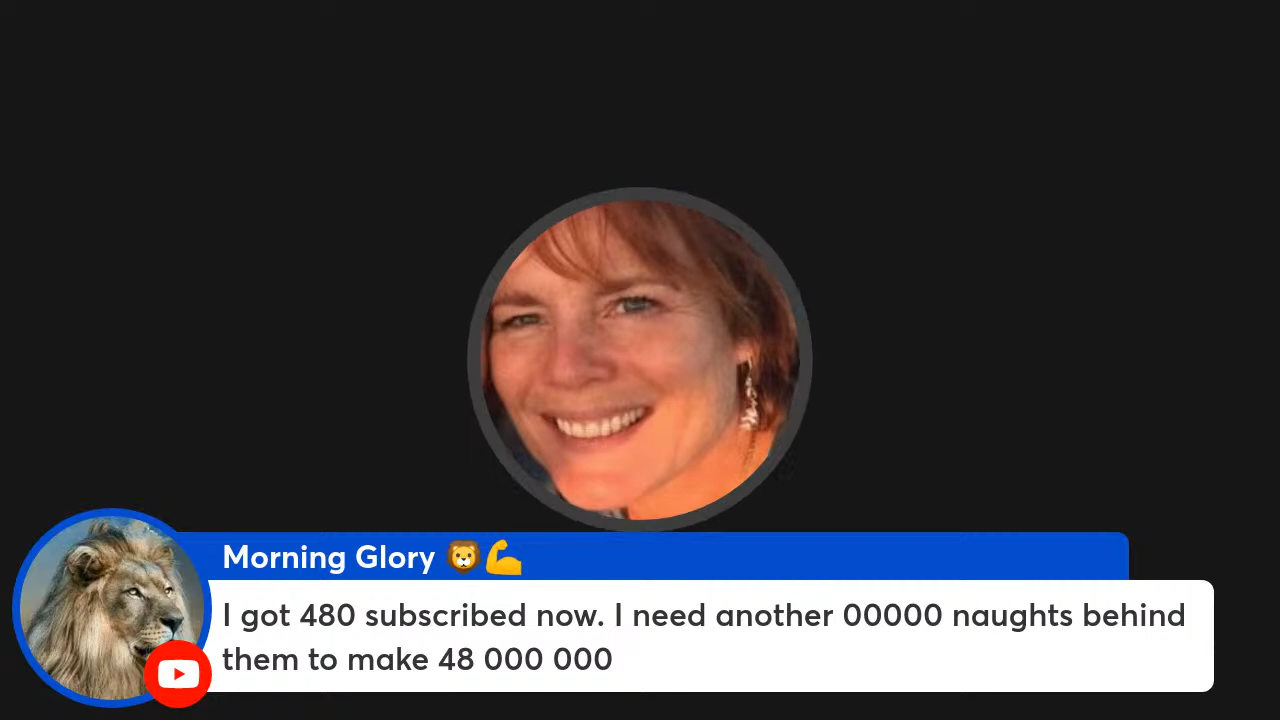 Morning Glory 🦁💪
I got 480 subscribed now. I need another 00000 naughts behind
them to make 48 000 000